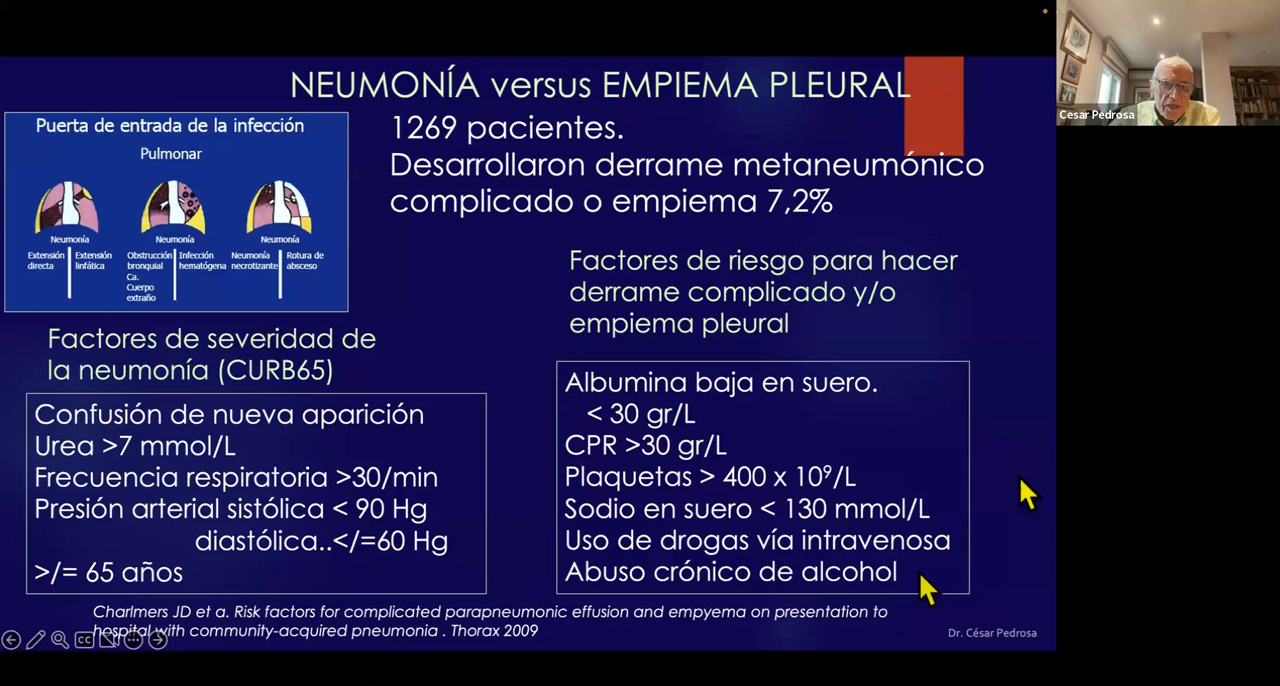 NEUMONÍA versus EMPIEMA PLEURAL
Puerta de entrada de la infección
Pulmonar
Neumonía
Extensión directa
Extensión linfática
Neumonía
Obstrucción bronquial
Ca.
Cuerpo extraño
Infección hematógena
Neumonía
Neumonía necrotizante
Rotura de absceso
1269 pacientes.
Desarrollaron derrame metaneumónico
complicado o empiema 7,2%
Factores de severidad de
la neumonía (CURB65)
Confusión de nueva aparición
Urea >7 mmol/L
Frecuencia respiratoria >30/min
Presión arterial sistólica < 90 Hg
diastólica..</=60 Hg
>/= 65 años
Factores de riesgo para hacer
derrame complicado y/o
empiema pleural
Albumina baja en suero.
< 30 gr/L
CPR >30 gr/L
Plaquetas > 400 x 10⁹/L
Sodio en suero < 130 mmol/L
Uso de drogas vía intravenosa
Abuso crónico de alcohol
Charlmers JD et a. Risk factors for complicated parapneumonic effusion and empyema on presentation to
hospital with community-acquired pneumonia . Thorax 2009
Dr. César Pedrosa
Cesar Pedrosa
CC